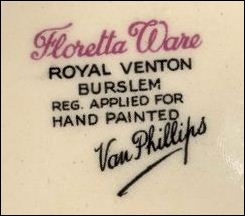 Floretta Ware
ROYAL VENTON
BURSLEM
REG. APPLIED FOR
HAND PAINTED
Van Phillips